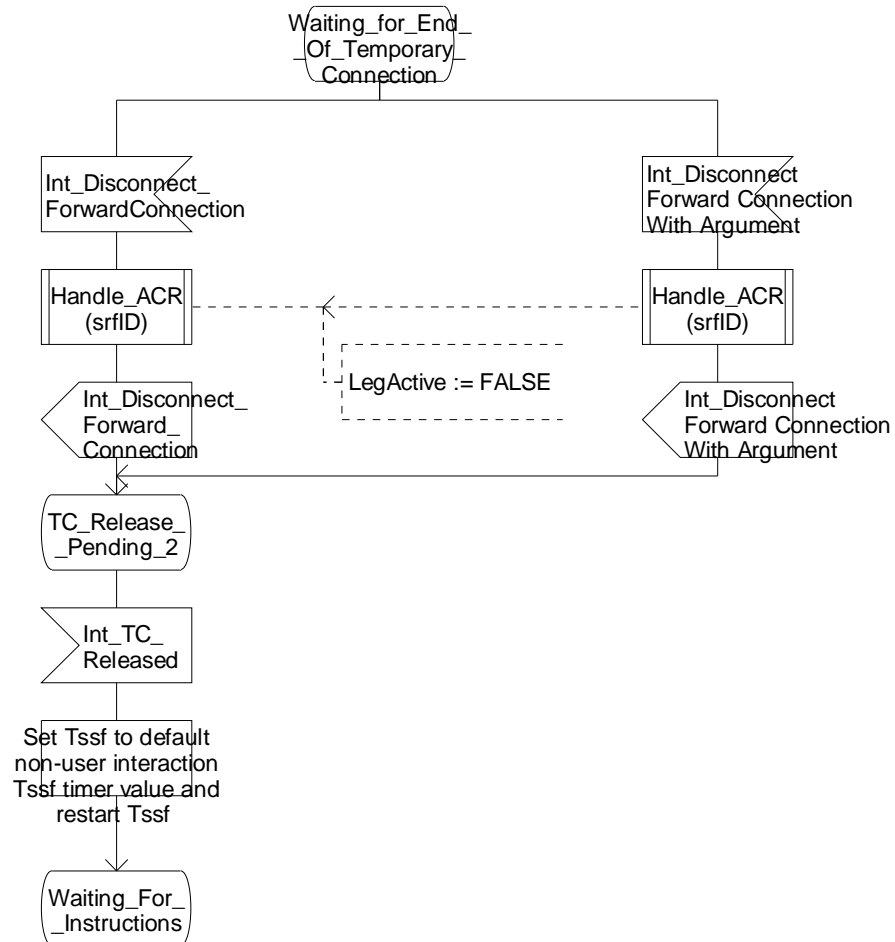 Waiting_for_End_
_Of_Temporary_
Connection
Int_Disconnect_
ForwardConnection
Int_Disconnect
Forward Connection
With Argument
Handle_ACR
(srfID)
Handle_ACR
(srfID)
LegActive := FALSE
Int_Disconnect_
Forward_
Connection
Int_Disconnect
Forward Connection
With Argument
TC_Release_
_Pending_2
Int_TC_
Released
Set Tssf to default
non-user interaction
Tssf timer value and
restart Tssf
Waiting_For_
_Instructions